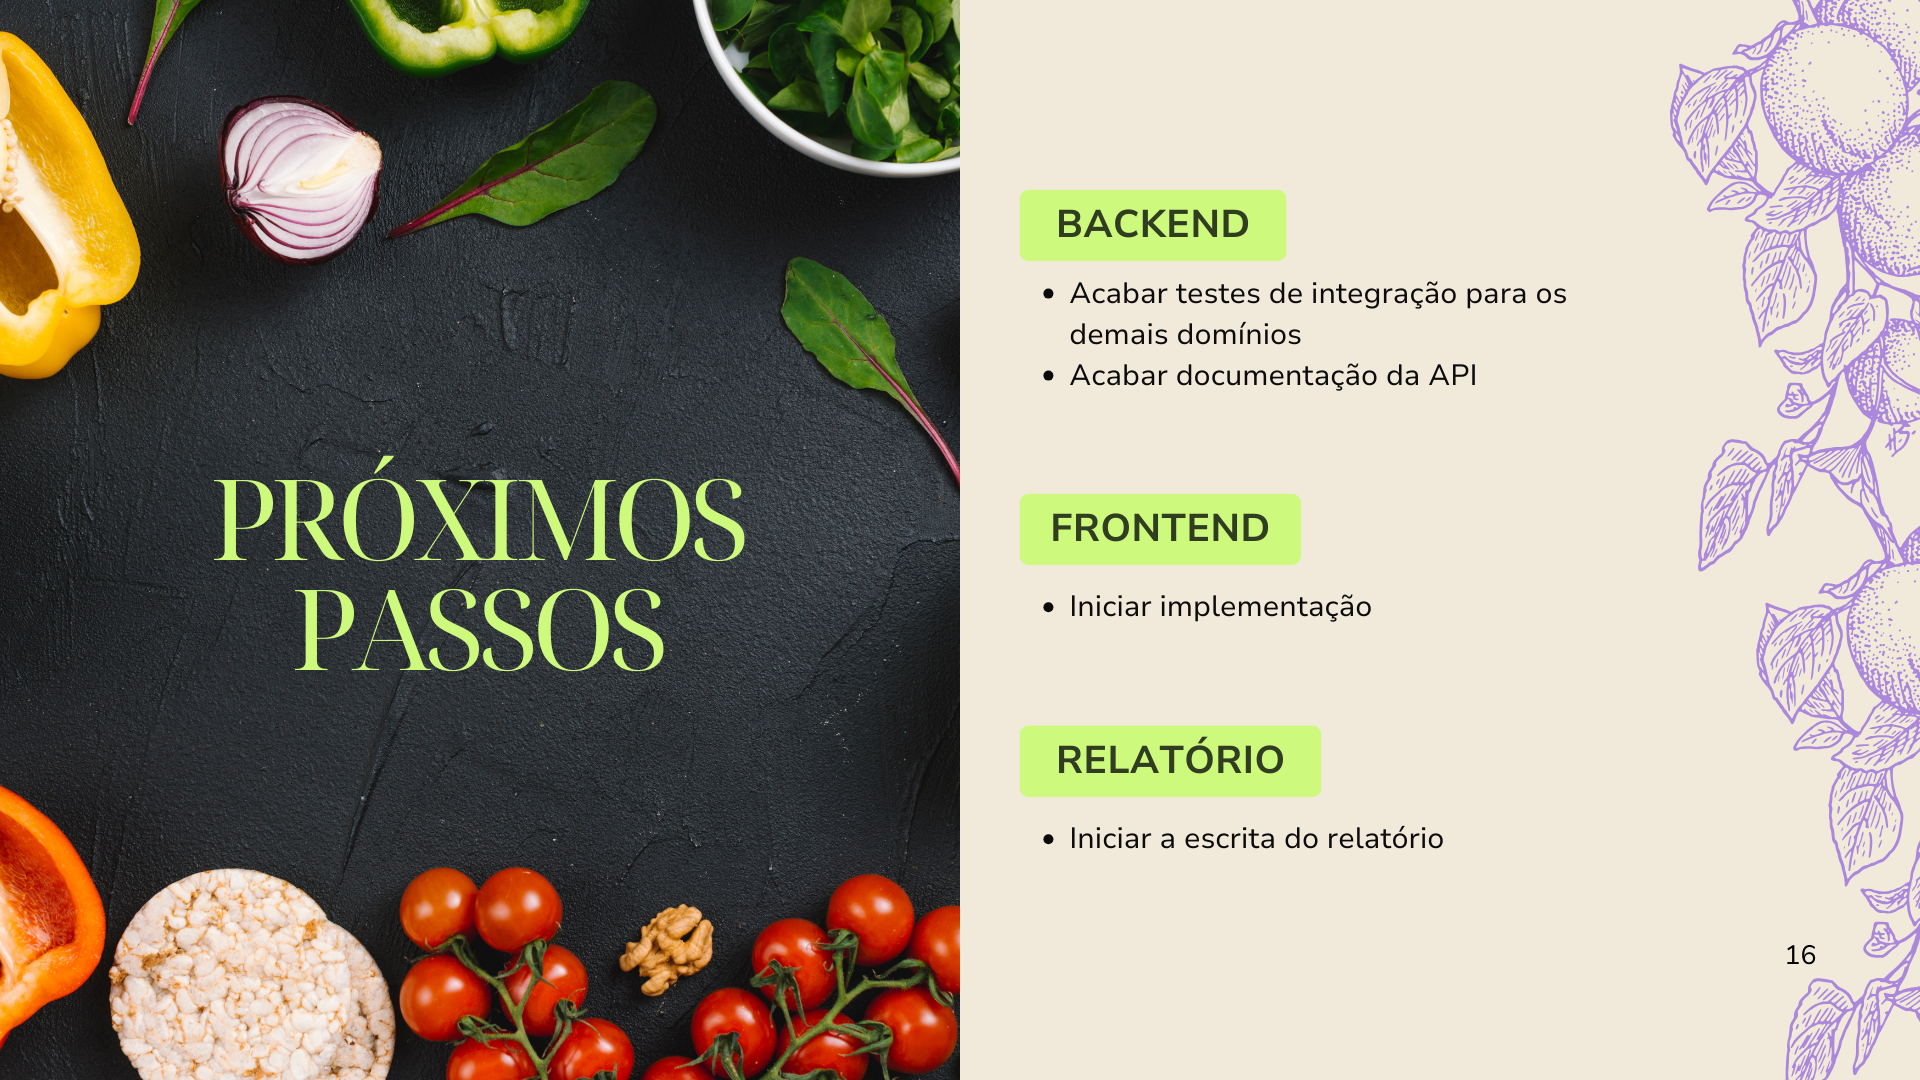 PRÓXIMOS
PASSOS
BACKEND
• Acabar testes de integração para os
demais domínios
• Acabar documentação da API
FRONTEND
• Iniciar implementação
RELATÓRIO
• Iniciar a escrita do relatório
16